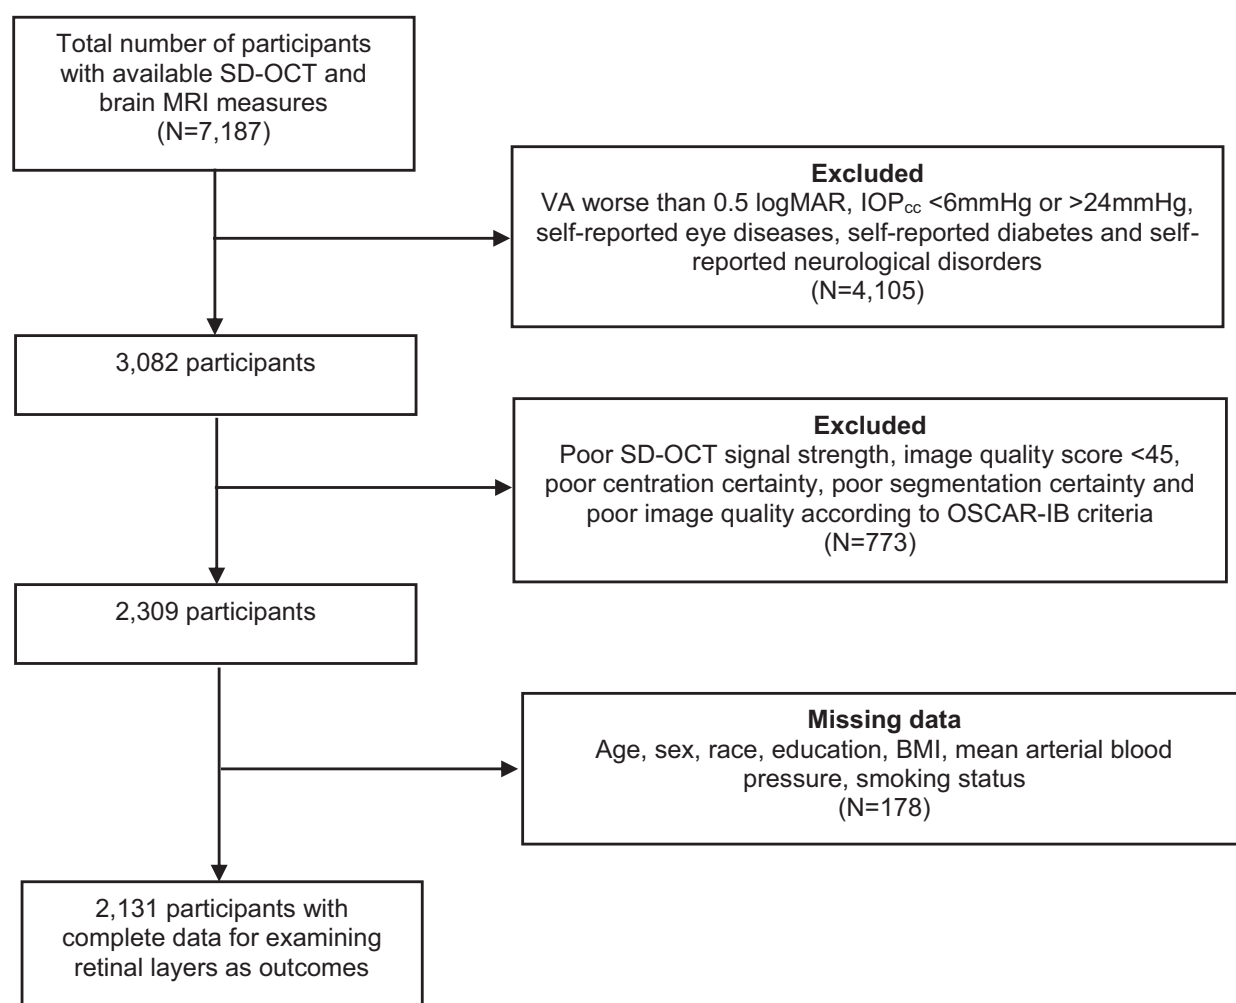 Total number of participants
with available SD-OCT and
brain MRI measures
(N=7,187)
Excluded
VA worse than 0.5 logMAR, IOPcc <6mmHg or >24mmHg,
self-reported eye diseases, self-reported diabetes and self-
reported neurological disorders
(N=4,105)
3,082 participants
Excluded
Poor SD-OCT signal strength, image quality score <45,
poor centration certainty, poor segmentation certainty and
poor image quality according to OSCAR-IB criteria
(N=773)
2,309 participants
Missing data
Age, sex, race, education, BMI, mean arterial blood
pressure, smoking status
(N=178)
2,131 participants with
complete data for examining
retinal layers as outcomes